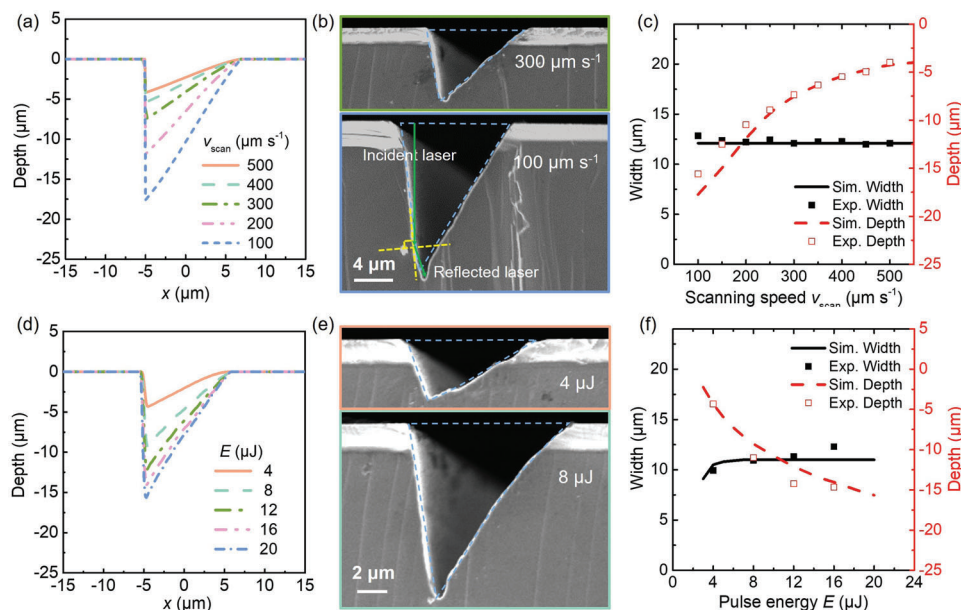 (a)
0
-5
-10
-15
-20
-25
Depth (μm)
vscan (μm s-1)
500
400
300
200
100
-15 -10 -5 0 5 10 15
x (μm)
(b)
300 μm s-1
Incident laser
100 μm s-1
Reflected laser
4 μm
(c)
20
15
10
5
0
Width (μm)
5
0
-5
-10
-15
-20
-25
Depth (μm)
Sim. Width
Exp. Width
Sim. Depth
Exp. Depth
100 200 300 400 500
Scanning speed vscan (μm s-1)
(d)
5
0
-5
-10
-15
-20
-25
Depth (μm)
E (μJ)
4
8
12
16
20
-15 -10 -5 0 5 10 15
x (μm)
(e)
4 μJ
8 μJ
2 μm
(f)
20
15
10
5
0
Width (μm)
5
0
-5
-10
-15
-20
-25
Depth (μm)
Sim. Width
Exp. Width
Sim. Depth
Exp. Depth
0 4 8 12 16 20 24
Pulse energy E (μJ)